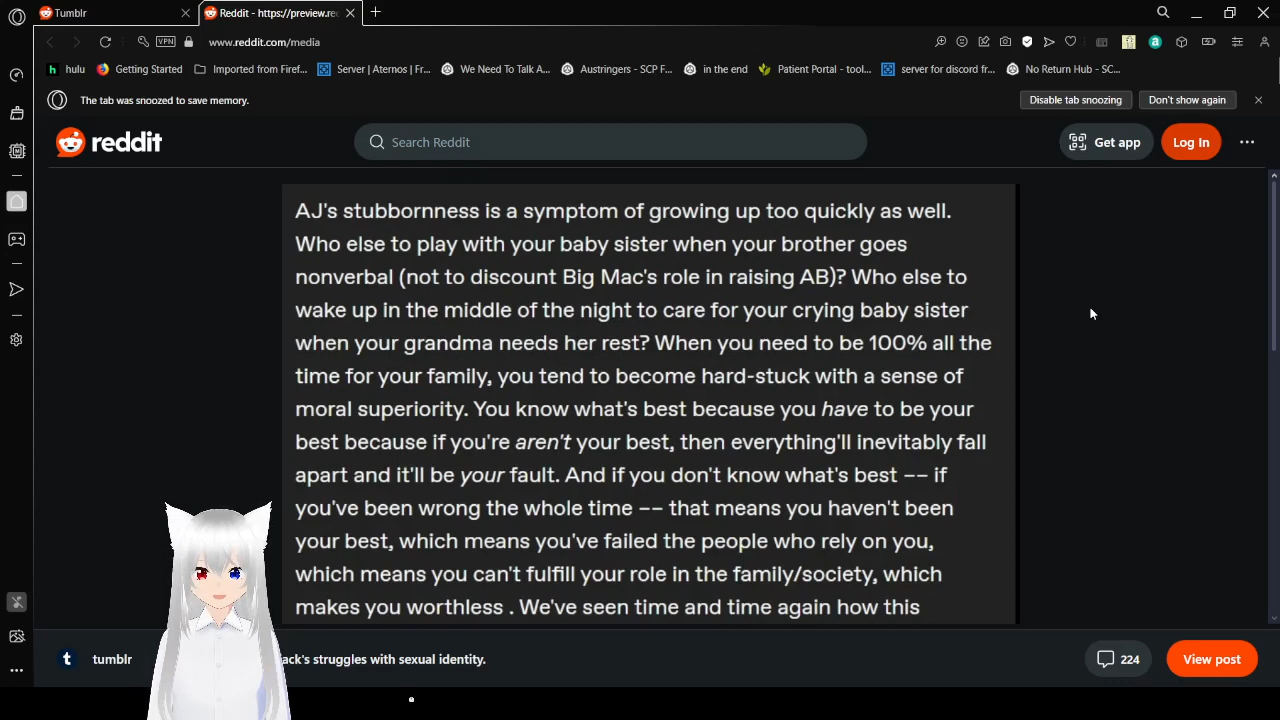 Tumblr
Reddit - https://preview.rec
www.reddit.com/media
VPN
hulu
Getting Started
Imported from Firef...
Server | Aternos | Fr...
We Need To Talk A...
Austringers - SCP F...
in the end
Patient Portal - tool...
server for discord fr...
No Return Hub - SC...
The tab was snoozed to save memory.
Disable tab snoozing
Don't show again
reddit
Search Reddit
Get app
Log In
AJ's stubbornness is a symptom of growing up too quickly as well.
Who else to play with your baby sister when your brother goes
nonverbal (not to discount Big Mac's role in raising AB)? Who else to
wake up in the middle of the night to care for your crying baby sister
when your grandma needs her rest? When you need to be 100% all the
time for your family, you tend to become hard-stuck with a sense of
moral superiority. You know what's best because you have to be your
best because if you're aren't your best, then everything'll inevitably fall
apart and it'll be your fault. And if you don't know what's best -- if
you've been wrong the whole time -- that means you haven't been
your best, which means you've failed the people who rely on you,
which means you can't fulfill your role in the family/society, which
makes you worthless . We've seen time and time again how this
t
tumblr
ack's struggles with sexual identity.
224
View post